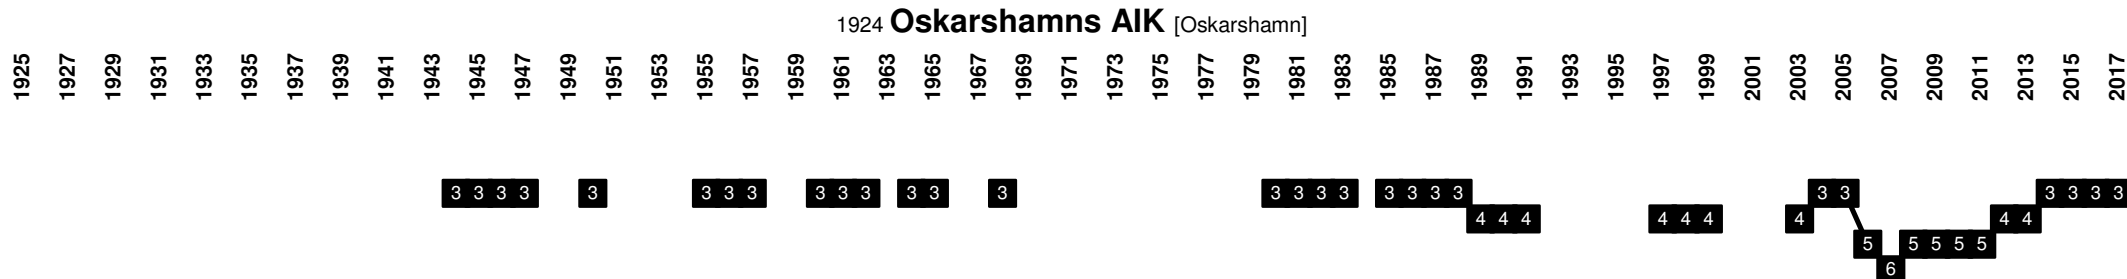 1924 Oskarshamns AIK [Oskarshamn]
1925 1927 1929 1931 1933 1935 1937 1939 1941 1943 1945 1947 1949 1951 1953 1955 1957 1959 1961 1963 1965 1967 1969 1971 1973 1975 1977 1979 1981 1983 1985 1987 1989 1991 1993 1995 1997 1999 2001 2003 2005 2007 2009 2011 2013 2015 2017
3 3 3 3 3 3 3 3 3 3 3 3 3 3 3 3 3 3 3 3 3 3 3 3 3 3 3 3
4 4 4 4 4 4 4 4 4
5 5 5 5 5
6